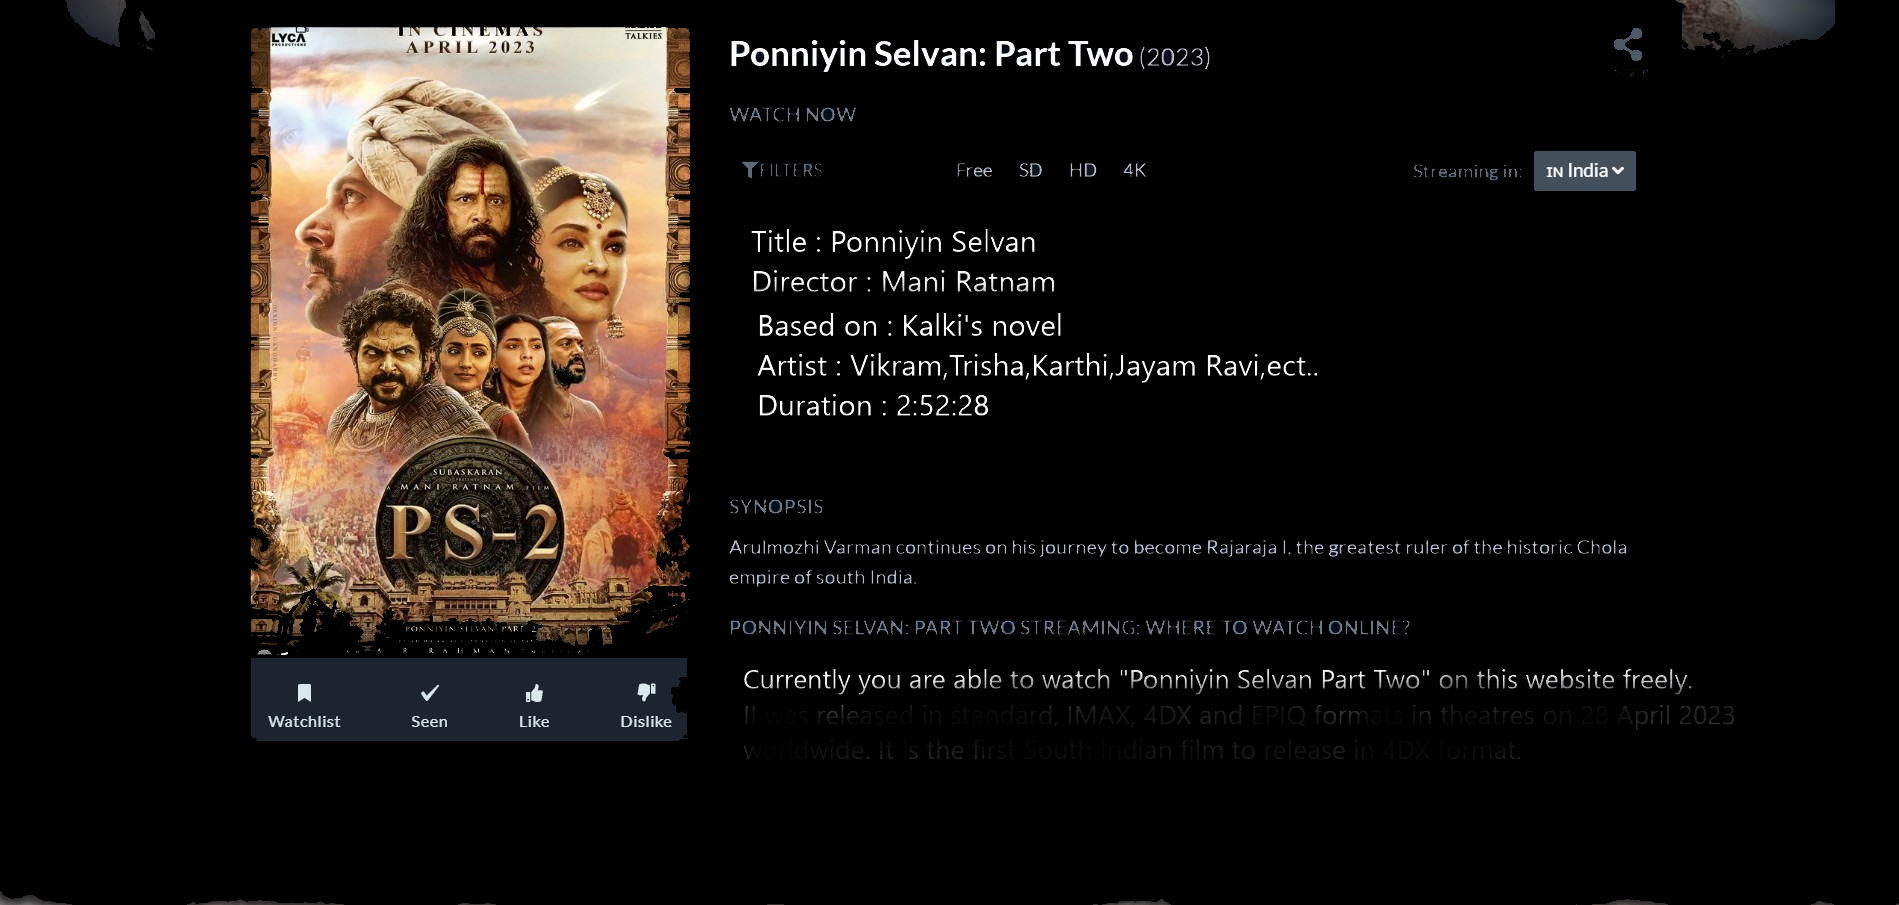 LYCA
PRODUCTIONS
IN CINEMAS
APRIL 2023
TALKIES
SUBASKARAN
PRESENTS
A MANI RATNAM FILM
PS-2
PONNIYIN SELVAN PART 2
A R RAHMAN
Watchlist
Seen
Like
Dislike
Ponniyin Selvan: Part Two (2023)
WATCH NOW
FILTERS
Free SD HD 4K
Streaming in: IN India
Title : Ponniyin Selvan
Director : Mani Ratnam
Based on : Kalki's novel
Artist : Vikram,Trisha,Karthi,Jayam Ravi,ect..
Duration : 2:52:28
SYNOPSIS
Arulmozhi Varman continues on his journey to become Rajaraja I, the greatest ruler of the historic Chola
empire of south India.
PONNIYIN SELVAN: PART TWO STREAMING: WHERE TO WATCH ONLINE?
Currently you are able to watch "Ponniyin Selvan Part Two" on this website freely.
II was released in standard, IMAX, 4DX and EPIQ formats in theatres on 28 April 2023
worldwide. It is the first South Indian film to release in 4DX format.